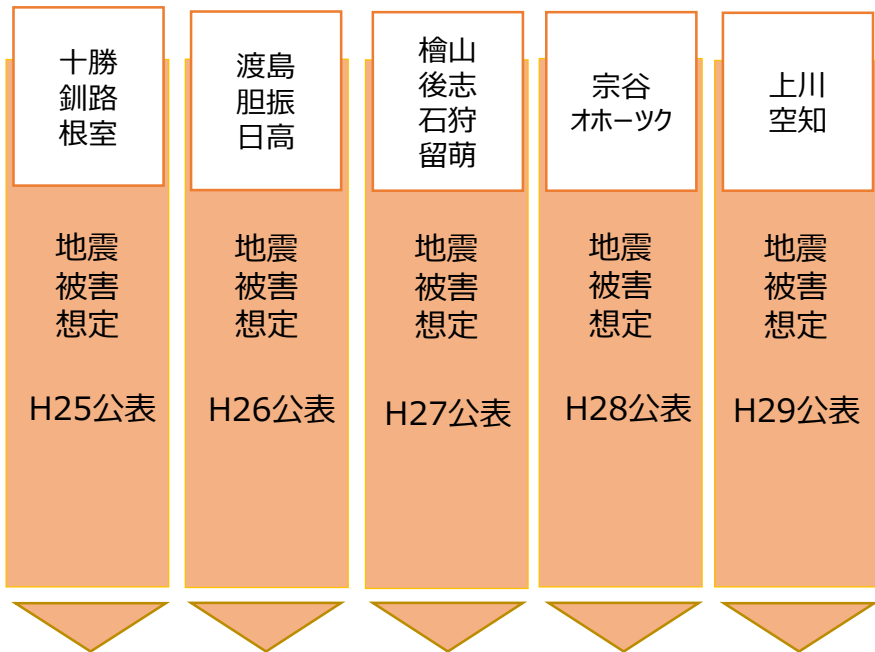 十勝
釧路
根室
地震
被害
想定
H25公表
渡島
胆振
日高
地震
被害
想定
H26公表
檜山
後志
石狩
留萌
地震
被害
想定
H27公表
宗谷
オホーツク
地震
被害
想定
H28公表
上川
空知
地震
被害
想定
H29公表